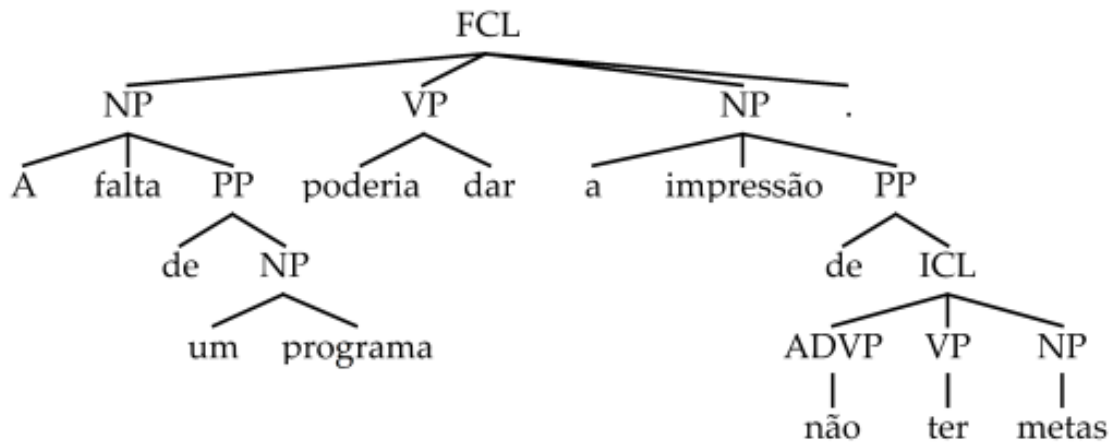 FCL
NP VP NP .
A falta PP poderia dar a impressão PP
de NP de ICL
um programa ADVP VP NP
não ter metas